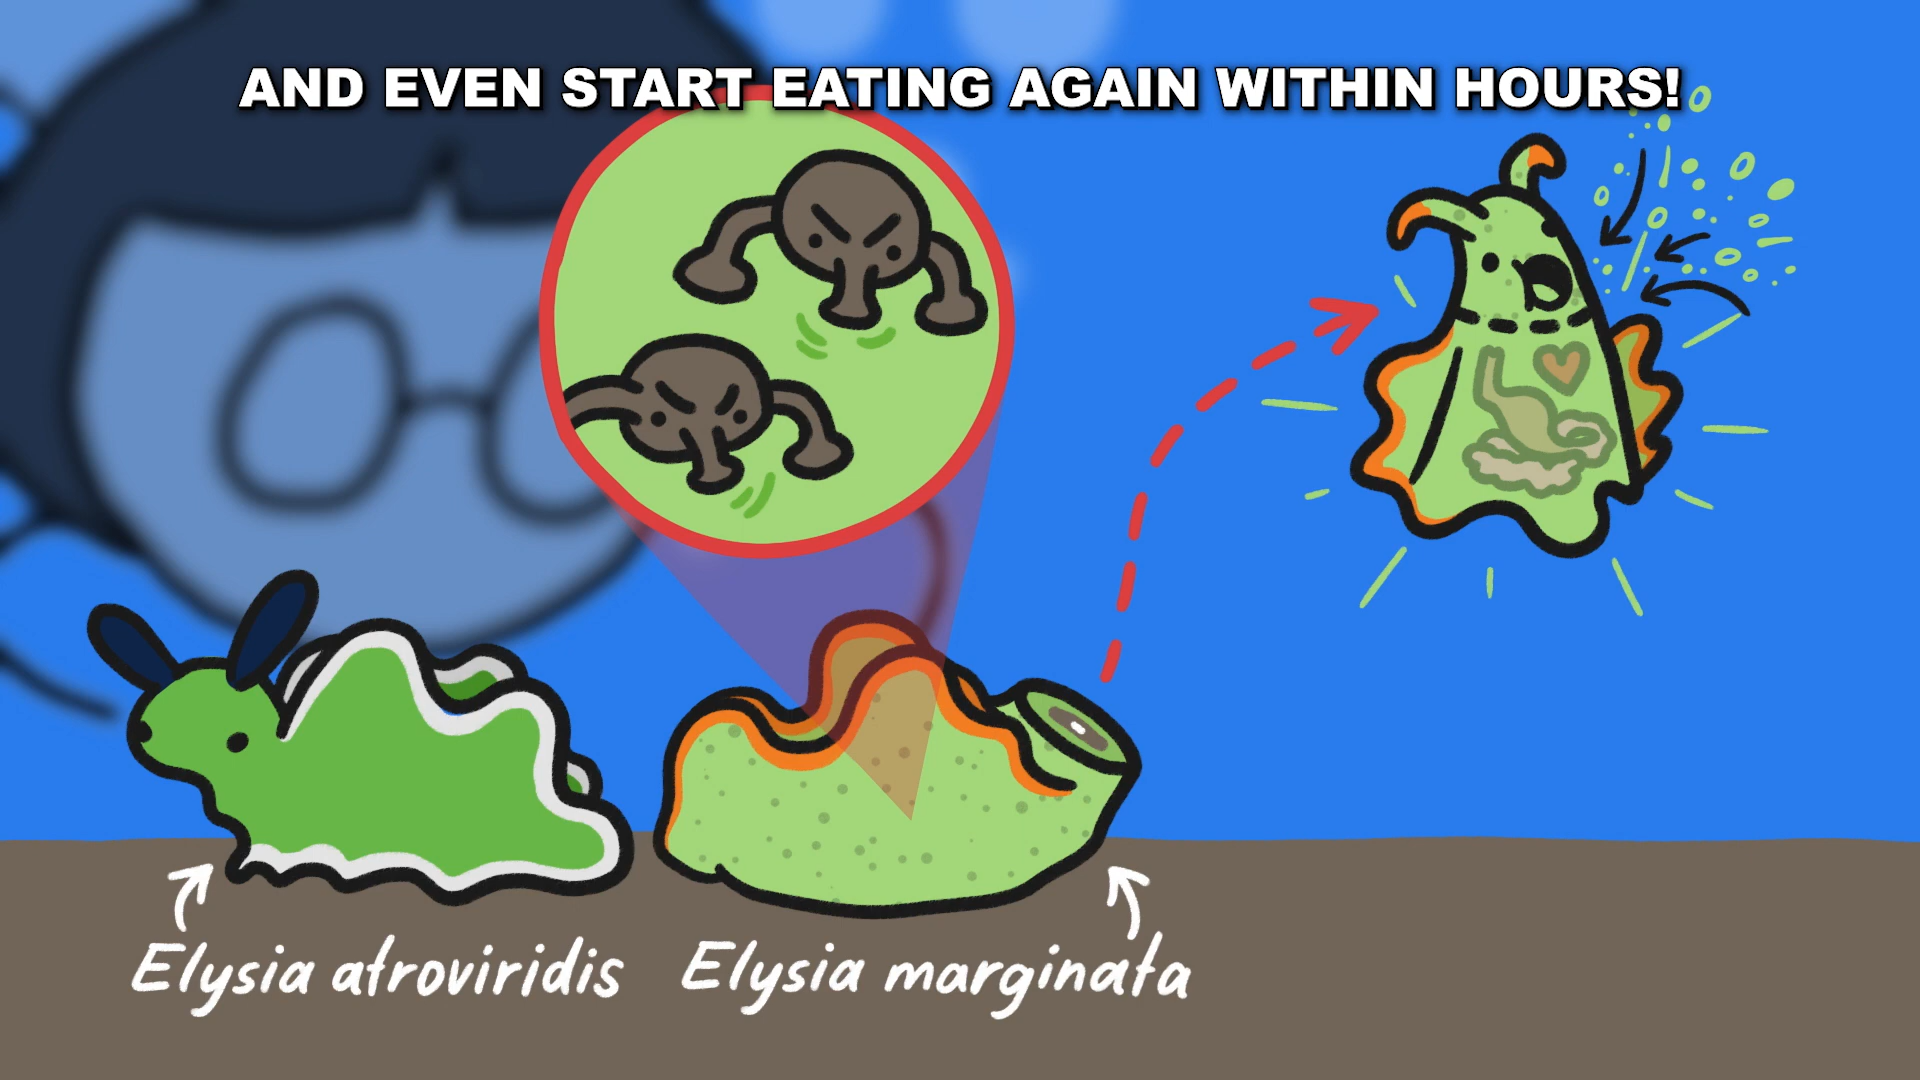 AND EVEN START EATING AGAIN WITHIN HOURS!
Elysia atroviridis
Elysia marginata